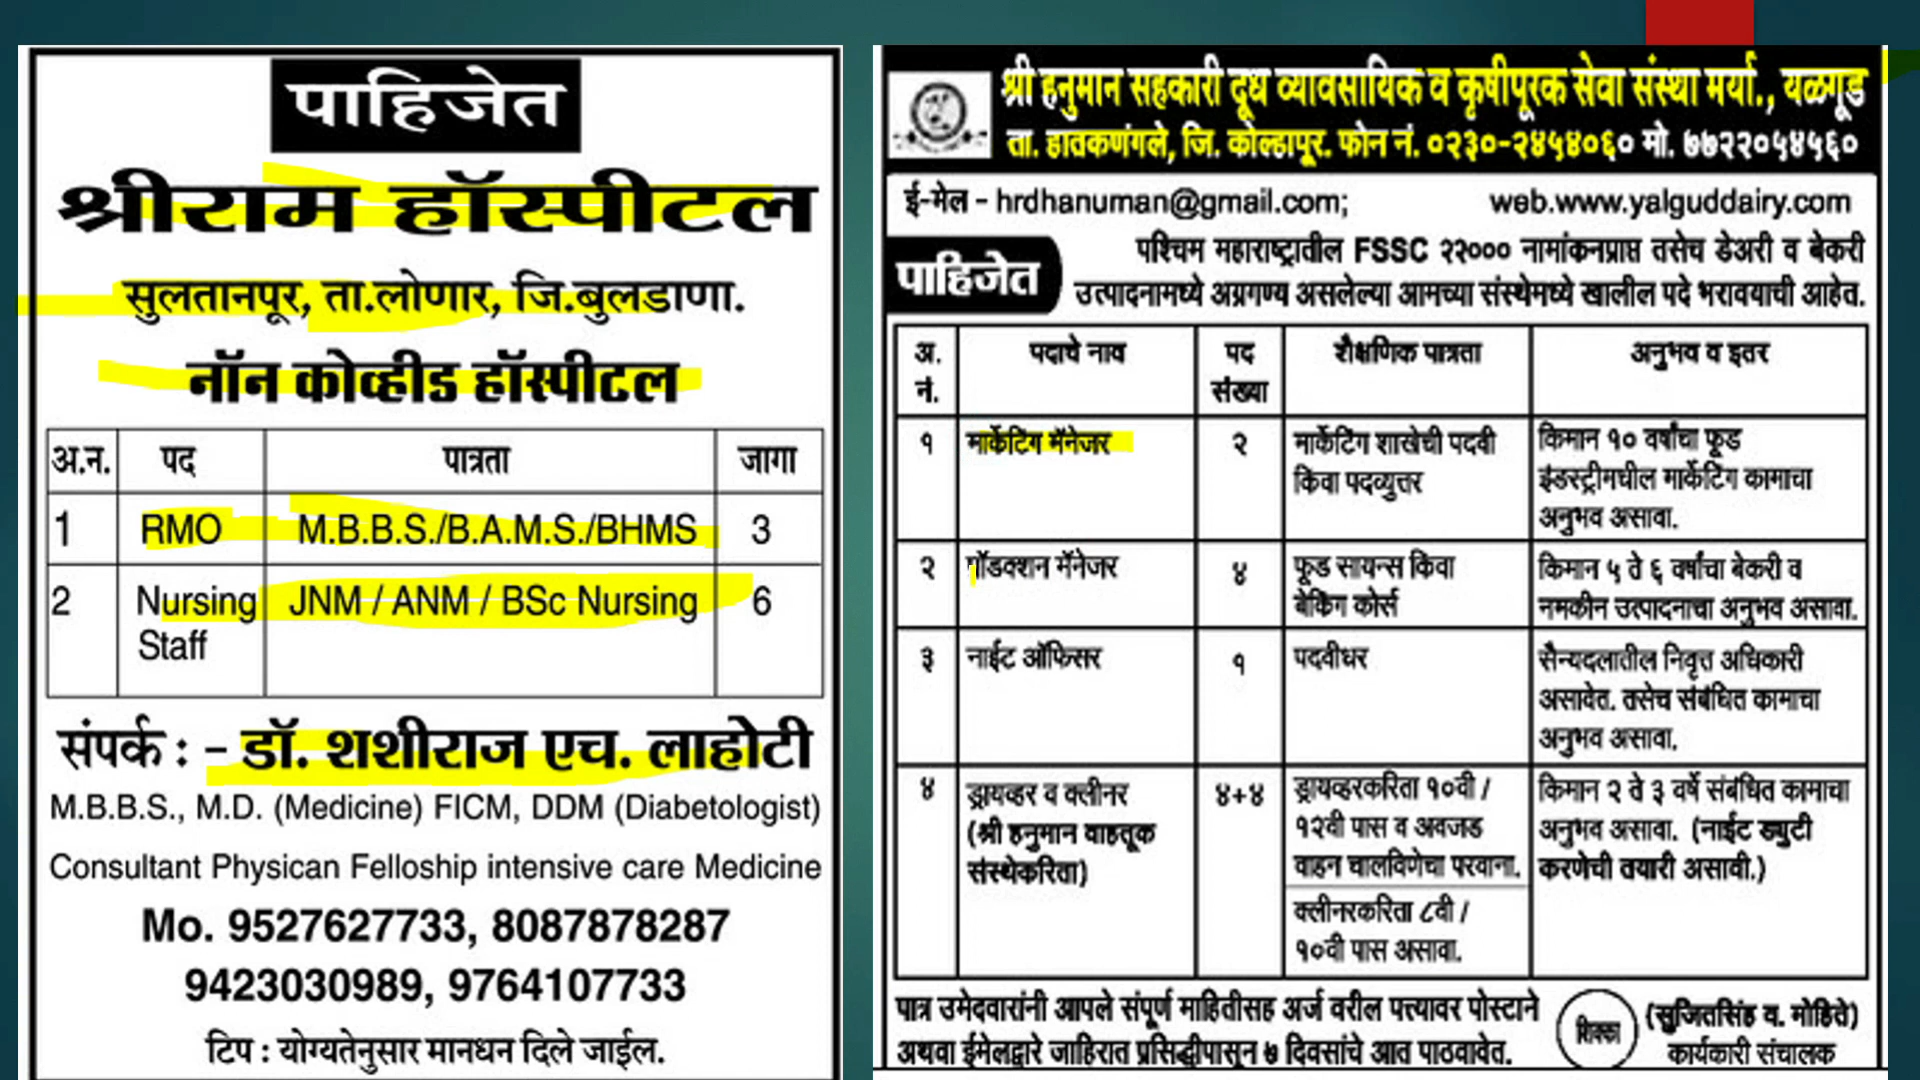 पाहिजेत
श्रीराम हॉस्पीटल
सुलतानपूर, ता.लोणार, जि.बुलडाणा.
नॉन कोव्हीड हॉस्पीटल
अ.न. पद पात्रता जागा
1 RMO M.B.B.S./B.A.M.S./BHMS 3
2 Nursing JNM / ANM / BSc Nursing 6
Staff
संपर्क : - डॉ. शशीराज एच. लाहोटी
M.B.B.S., M.D. (Medicine) FICM, DDM (Diabetologist)
Consultant Physican Felloship intensive care Medicine
Mo. 9527627733, 8087878287
9423030989, 9764107733
टिप : योग्यतेनुसार मानधन दिले जाईल.
श्री हनुमान सहकारी दूध व्यावसायिक व कृषीपूरक सेवा संस्था मर्या., यळगूड
ता. हातकणंगले, जि. कोल्हापूर. फोन नं. ०२३०-२४५४०६० मो. ७७२२०५४५६०
ई-मेल - hrdhanuman@gmail.com; web.www.yalguddairy.com
पाहिजेत
पश्चिम महाराष्ट्रातील FSSC २२००० नामांकनप्राप्त तसेच डेअरी व बेकरी
उत्पादनामध्ये अग्रगण्य असलेल्या आमच्या संस्थेमध्ये खालील पदे भरावयाची आहेत.
अ. पदाचे नाव पद शैक्षणिक पात्रता अनुभव व इतर
नं. संख्या
१ मार्केटिंग मॅनेजर २ मार्केटिंग शाखेची पदवी किमान १० वर्षांचा फूड
किंवा पदव्युत्तर इंडस्ट्रीमधील मार्केटिंग कामाचा
अनुभव असावा.
२ प्रॉडक्शन मॅनेजर ४ फूड सायन्स किंवा किमान ५ ते ६ वर्षांचा बेकरी व
बेकिंग कोर्स नमकीन उत्पादनाचा अनुभव असावा.
३ नाईट ऑफिसर १ पदवीधर सैन्यदलातील निवृत्त अधिकारी
असावेत. तसेच संबंधित कामाचा
अनुभव असावा.
४ ड्रायव्हर व क्लीनर ४+४ ड्रायव्हरकरिता १०वी / किमान २ ते ३ वर्षे संबंधित कामाचा
(श्री हनुमान वाहतूक १२वी पास व अवजड अनुभव असावा. (नाईट ड्युटी
संस्थेकरिता) वाहन चालविणेचा परवाना. करणेची तयारी असावी.)
क्लीनरकरिता ८वी /
१०वी पास असावा.
पात्र उमेदवारांनी आपले संपूर्ण माहितीसह अर्ज वरील पत्त्यावर पोस्टाने
अथवा ईमेलद्वारे जाहिरात प्रसिद्धीपासून ७ दिवसांचे आत पाठवावेत.
शिक्का
(सुजितसिंह व. मोहिते)
कार्यकारी संचालक